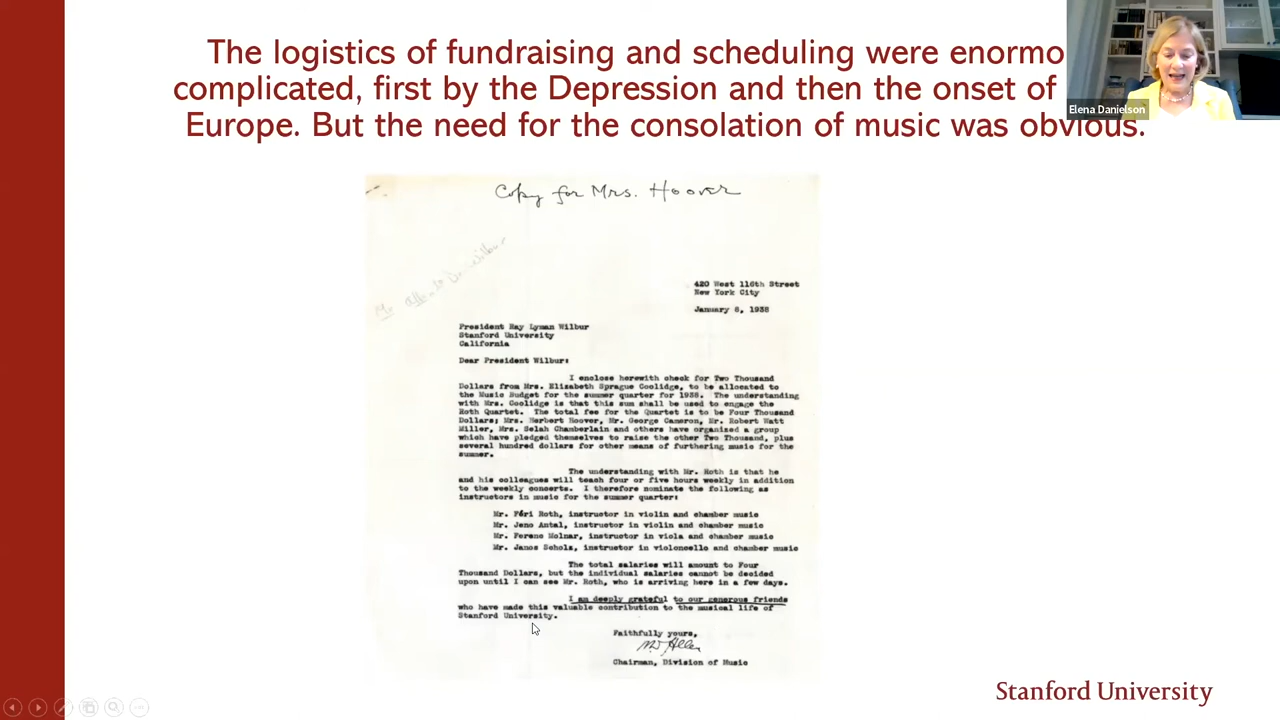 The logistics of fundraising and scheduling were enormo
complicated, first by the Depression and then the onset of
Europe. But the need for the consolation of music was obvious.
Elena Danielson
Copy for Mrs. Hoover
420 West 116th Street
New York City
January 8, 1938
President Ray Lyman Wilbur
Stanford University
California
Dear President Wilbur:
I enclose herewith check for Two Thousand
Dollars from Mrs. Elizabeth Sprague Coolidge, to be allocated to
the Music Budget for the summer quarter for 1938. The understanding
with Mrs. Coolidge is that this sum shall be used to engage the
Roth Quartet. The total fee for the Quartet is to be Four Thousand
Dollars; Mrs. Herbert Hoover, Mr. George Cameron, Mr. Robert Watt
Miller, Mrs. Selah Chamberlain and others have organized a group
which have pledged themselves to raise the other Two Thousand, plus
several hundred dollars for other means of furthering music for the
summer.
The understanding with Mr. Roth is that he
and his colleagues will teach four or five hours weekly in addition
to the weekly concerts. I therefore nominate the following as
instructors in music for the summer quarter:
Mr. Féri Roth, instructor in violin and chamber music
Mr. Jeno Antal, instructor in violin and chamber music
Mr. Ferenc Molnar, instructor in viola and chamber music
Mr. Janos Scholz, instructor in violoncello and chamber music
The total salaries will amount to Four
Thousand Dollars, but the individual salaries cannot be decided
upon until I can see Mr. Roth, who is arriving here in a few days.
I am deeply grateful to our generous friends
who have made this valuable contribution to the musical life of
Stanford University.
Faithfully yours,
Chairman, Division of Music
Stanford University